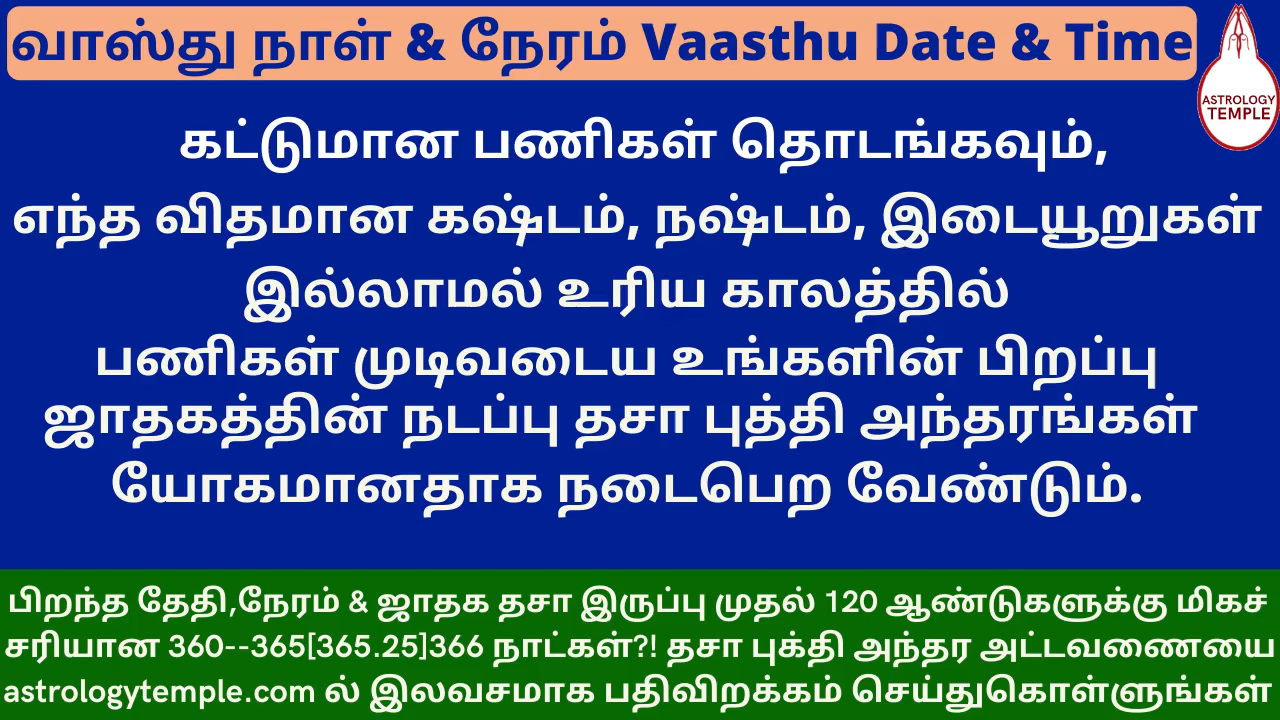 வாஸ்து நாள் & நேரம் Vaasthu Date & Time
ASTROLOGY
TEMPLE
கட்டுமான பணிகள் தொடங்கவும்,
எந்த விதமான கஷ்டம், நஷ்டம், இடையூறுகள்
இல்லாமல் உரிய காலத்தில்
பணிகள் முடிவடைய உங்களின் பிறப்பு
ஜாதகத்தின் நடப்பு தசா புத்தி அந்தரங்கள்
யோகமானதாக நடைபெற வேண்டும்.
பிறந்த தேதி,நேரம் & ஜாதக தசா இருப்பு முதல் 120 ஆண்டுகளுக்கு மிகச்
சரியான 360--365[365.25]366 நாட்கள்?! தசா புக்தி அந்தர அட்டவணையை
astrologytemple.com ல் இலவசமாக பதிவிறக்கம் செய்துகொள்ளுங்கள்